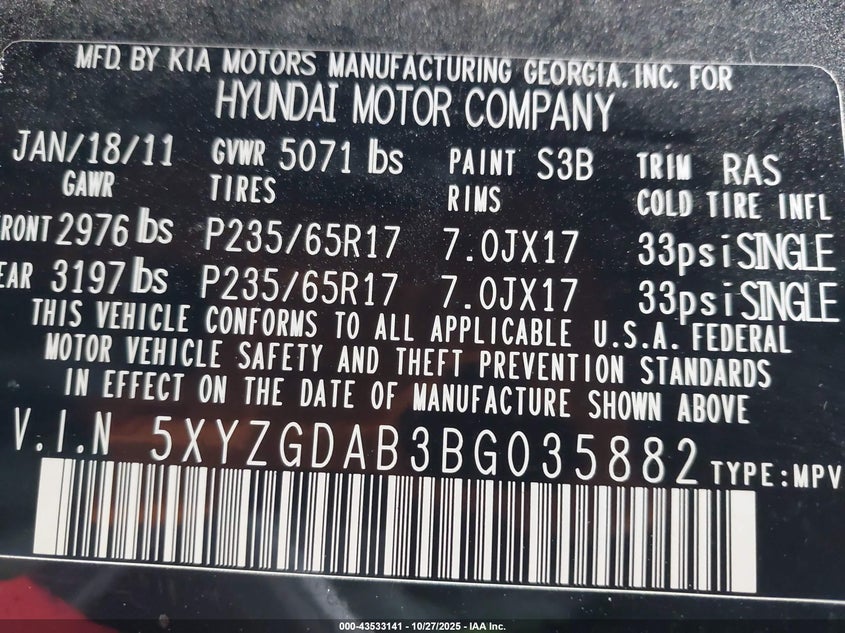 MFD. BY KIA MOTORS MANUFACTURING GEORGIA, INC. FOR
HYUNDAI MOTOR COMPANY
JAN/18/11 GVWR 5071 lbs PAINT S3B TRIM RAS
GAWR TIRES RIMS COLD TIRE INFL
RONT 2976 lbs P235/65R17 7.0JX17 33psi SINGLE
EAR 3197 lbs P235/65R17 7.0JX17 33psi SINGLE
THIS VEHICLE CONFORMS TO ALL APPLICABLE U.S.A. FEDERAL
MOTOR VEHICLE SAFETY AND THEFT PREVENTION STANDARDS
IN EFFECT ON THE DATE OF MANUFACTURE SHOWN ABOVE
V.I.N 5XYZGDAB3BG035882 TYPE:MPV
000-43533141 - 10/27/2025 - IAA Inc.